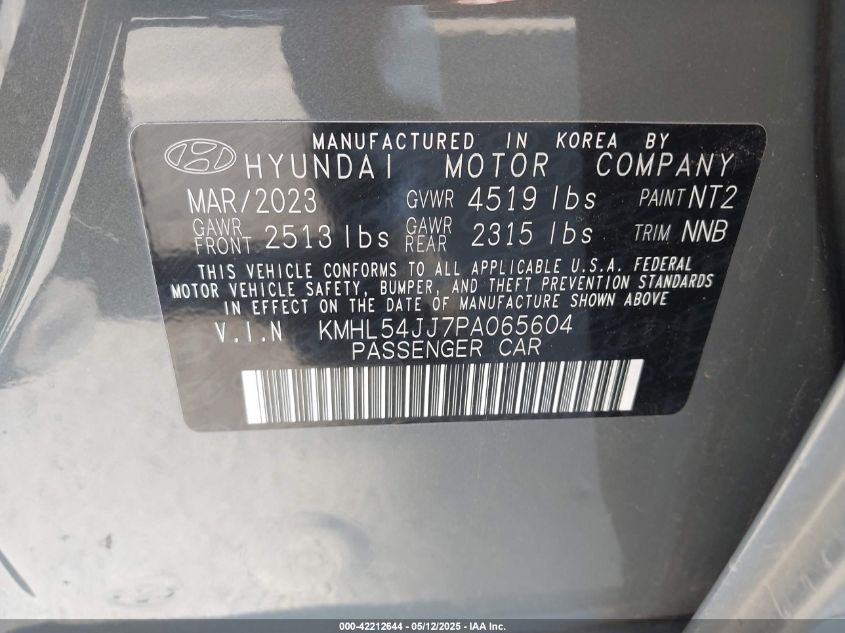 MANUFACTURED IN KOREA BY
HYUNDAI MOTOR COMPANY
MAR/2023 GVWR 4519 lbs PAINT NT2
GAWR FRONT 2513 lbs GAWR REAR 2315 lbs TRIM NNB
THIS VEHICLE CONFORMS TO ALL APPLICABLE U.S.A. FEDERAL
MOTOR VEHICLE SAFETY, BUMPER, AND THEFT PREVENTION STANDARDS
IN EFFECT ON THE DATE OF MANUFACTURE SHOWN ABOVE
V.I.N KMHL54JJ7PA065604
PASSENGER CAR
000-42212644 - 05/12/2025 - IAA Inc.